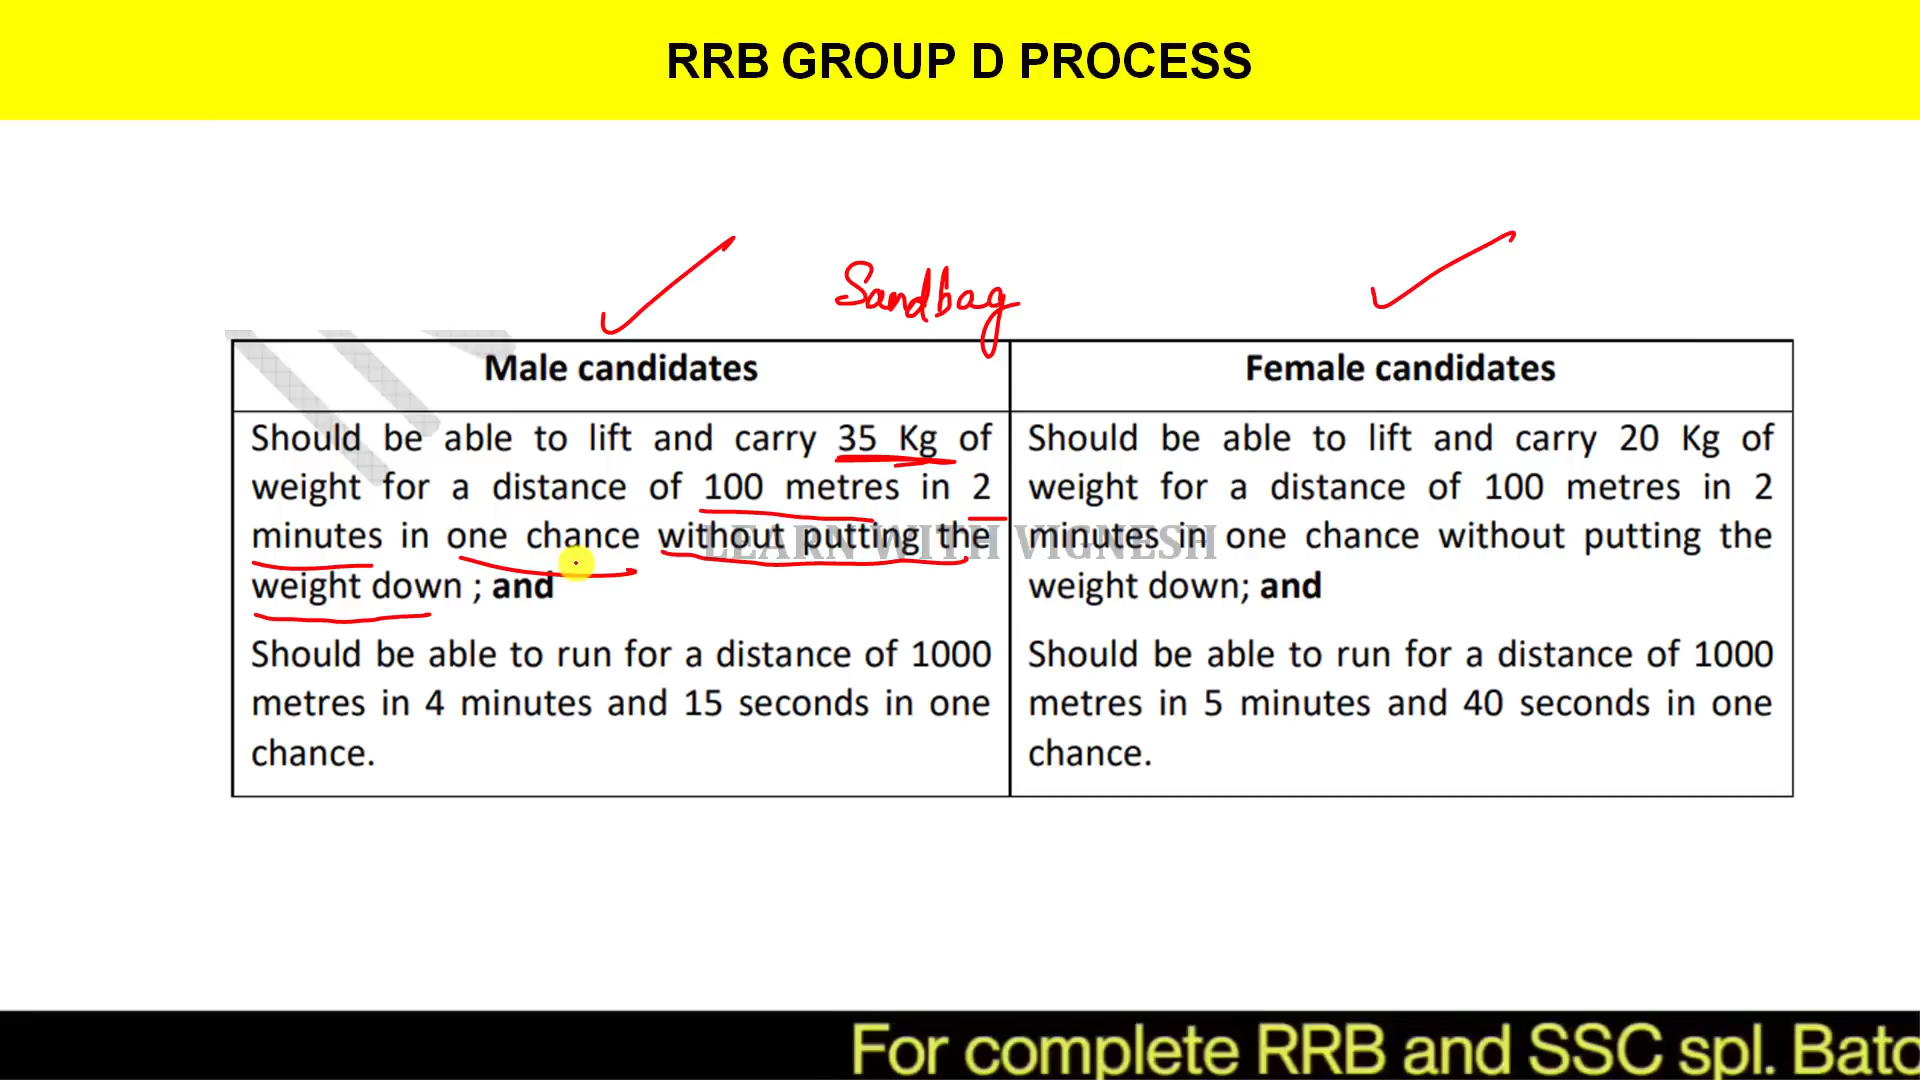 RRB GROUP D PROCESS
Sandbag
Male candidates
Should be able to lift and carry 35 Kg of
weight for a distance of 100 metres in 2
minutes in one chance without putting the
weight down ; and
Should be able to run for a distance of 1000
metres in 4 minutes and 15 seconds in one
chance.
Female candidates
Should be able to lift and carry 20 Kg of
weight for a distance of 100 metres in 2
minutes in one chance without putting the
weight down; and
Should be able to run for a distance of 1000
metres in 5 minutes and 40 seconds in one
chance.
LEARN WITH VIGNESH
For complete RRB and SSC spl.